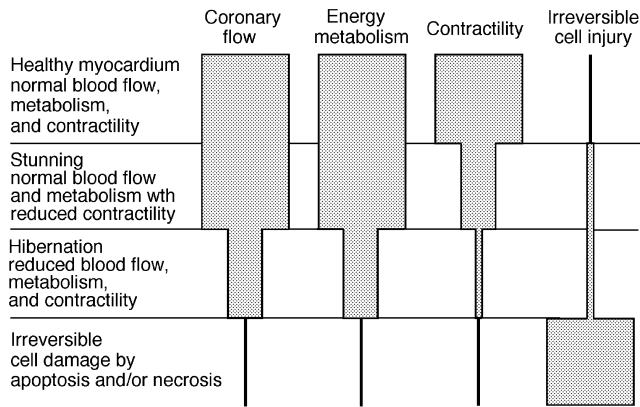 Coronary
flow
Energy
metabolism
Contractility
Irreversible
cell injury
Healthy myocardium
normal blood flow,
metabolism,
and contractility
Stunning
normal blood flow
and metabolism wth
reduced contractility
Hibernation
reduced blood flow,
metabolism,
and contractility
Irreversible
cell damage by
apoptosis and/or necrosis